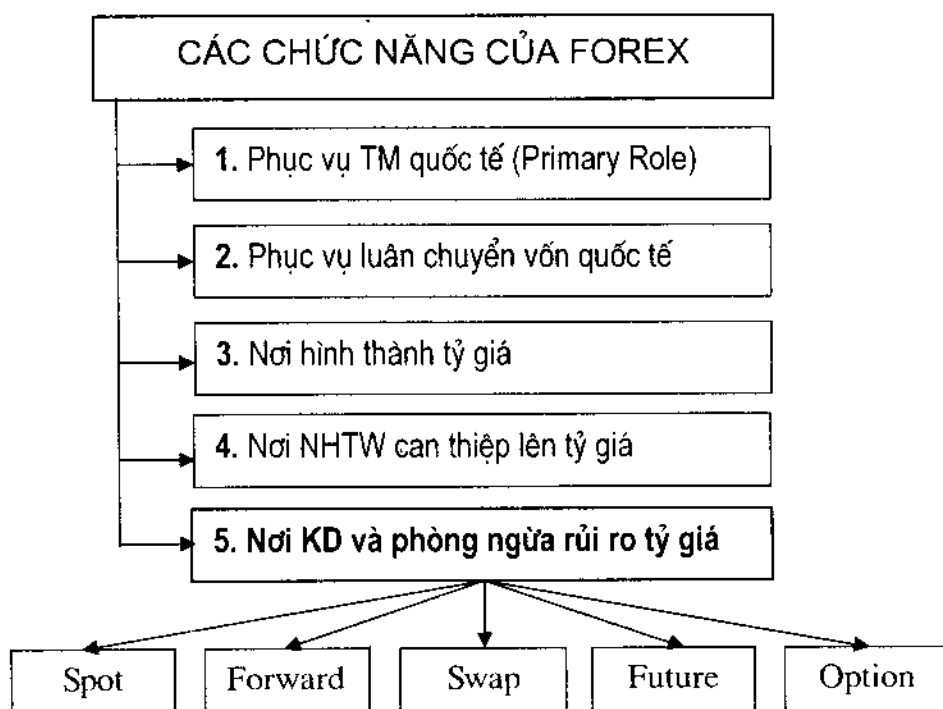 CÁC CHỨC NĂNG CỦA FOREX
1. Phục vụ TM quốc tế (Primary Role)
2. Phục vụ luân chuyển vốn quốc tế
3. Nơi hình thành tỷ giá
4. Nơi NHTW can thiệp lên tỷ giá
5. Nơi KD và phòng ngừa rủi ro tỷ giá
Spot Forward Swap Future Option